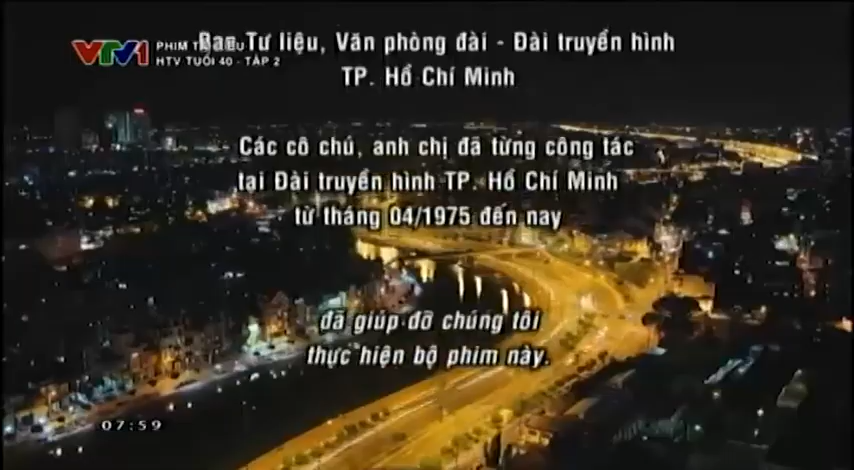 Ban Tư liệu, Văn phòng đài - Đài truyền hình
TP. Hồ Chí Minh
VTV1
PHIM TÀI LIỆU
HTV TUỔI 40 - TẬP 2
Các cô chú, anh chị đã từng công tác
tại Đài truyền hình TP. Hồ Chí Minh
từ tháng 04/1975 đến nay
đã giúp đỡ chúng tôi
thực hiện bộ phim này.
07:59